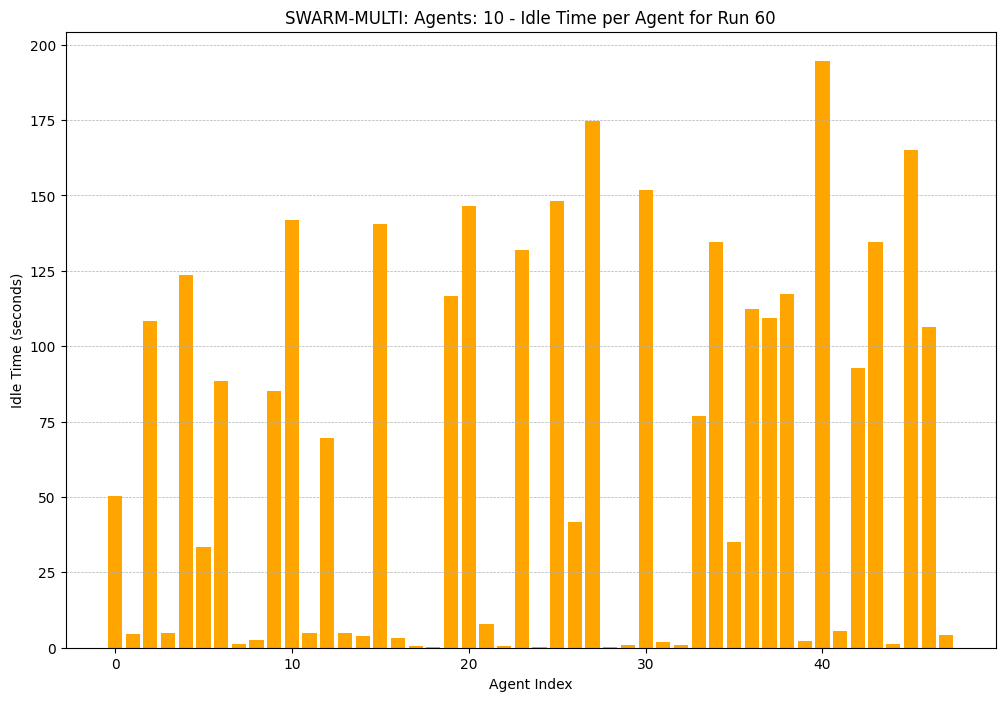 SWARM-MULTI: Agents: 10 - Idle Time per Agent for Run 60
Idle Time (seconds)
200
175
150
125
100
75
50
25
0
0 10 20 30 40
Agent Index